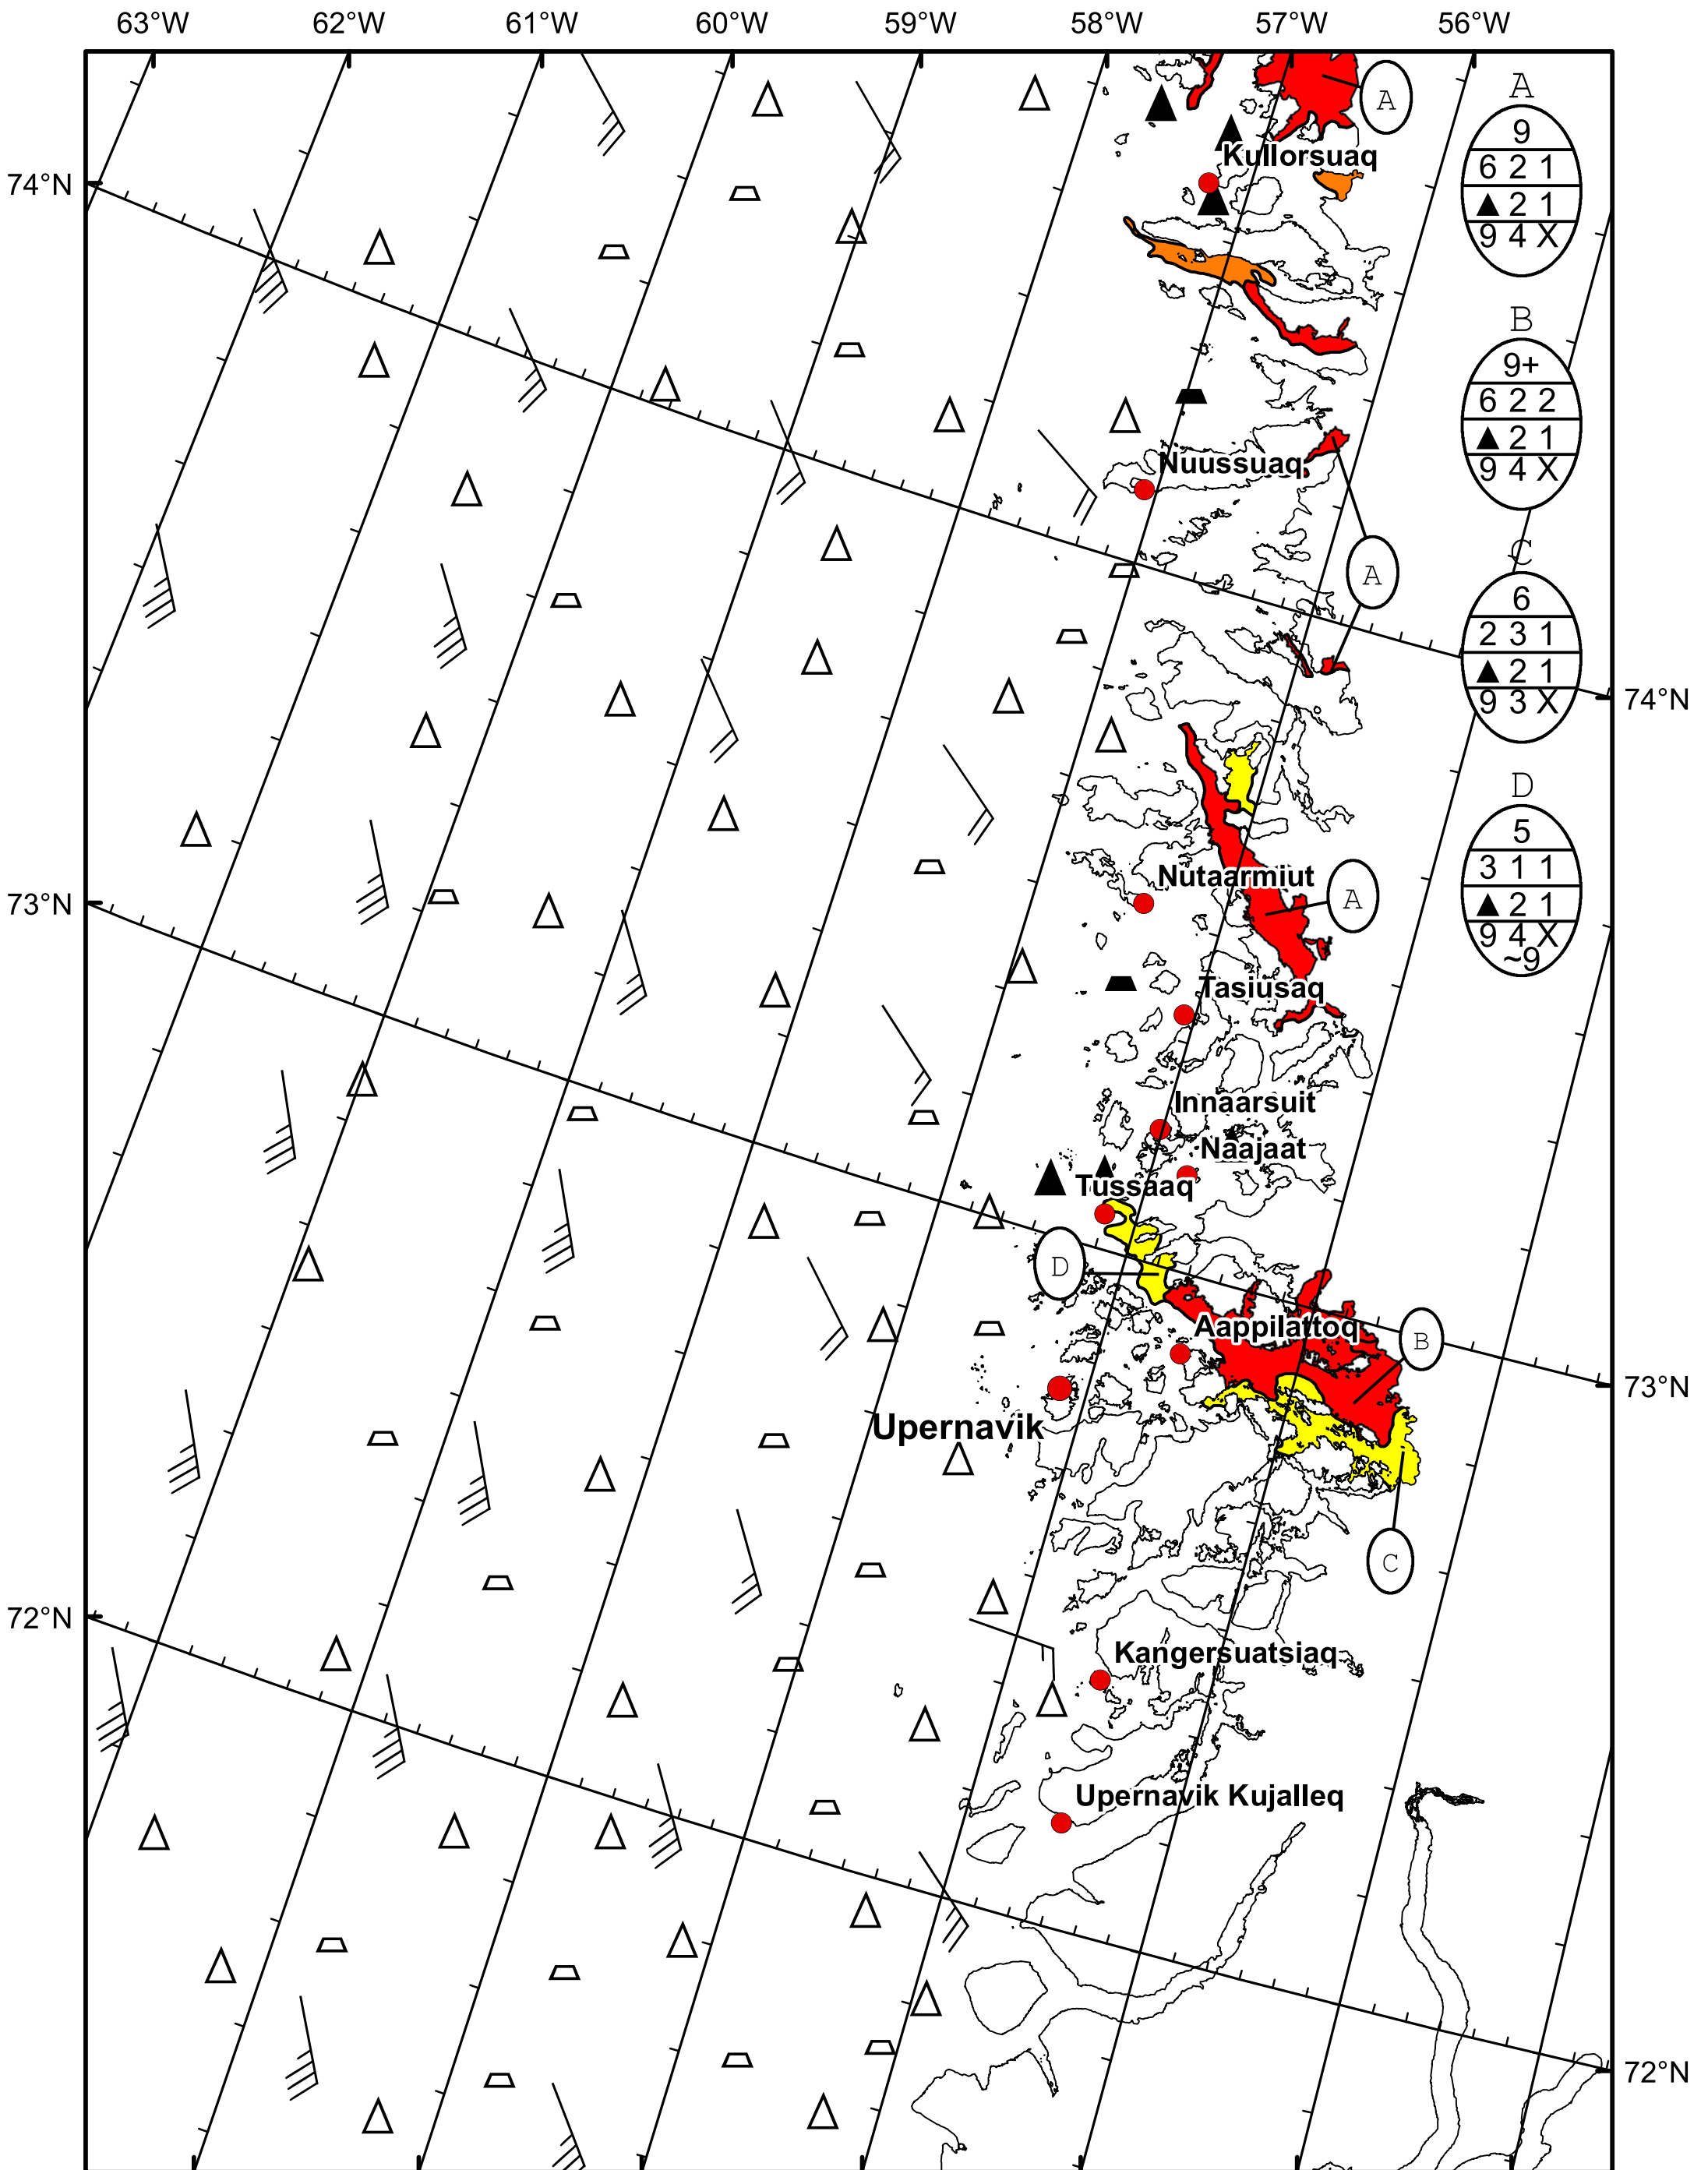 63°W 62°W 61°W 60°W 59°W 58°W 57°W 56°W
A
A
9
6 2 1
▲ 2 1
9 4 X
Kullorsuaq
74°N
B
9+
6 2 2
▲ 2 1
9 4 X
Nuussuaq
C
A
6
2 3 1
▲ 2 1
9 3 X
74°N
D
5
3 1 1
▲ 2 1
9 4 X
~9
Nutaarmiut
A
73°N
Tasiusaq
Innaarsuit
Naajaat
Tussaaq
D
Aappilattoq
B
73°N
Upernavik
C
72°N
Kangersuatsiaq
Upernavik Kujalleq
72°N